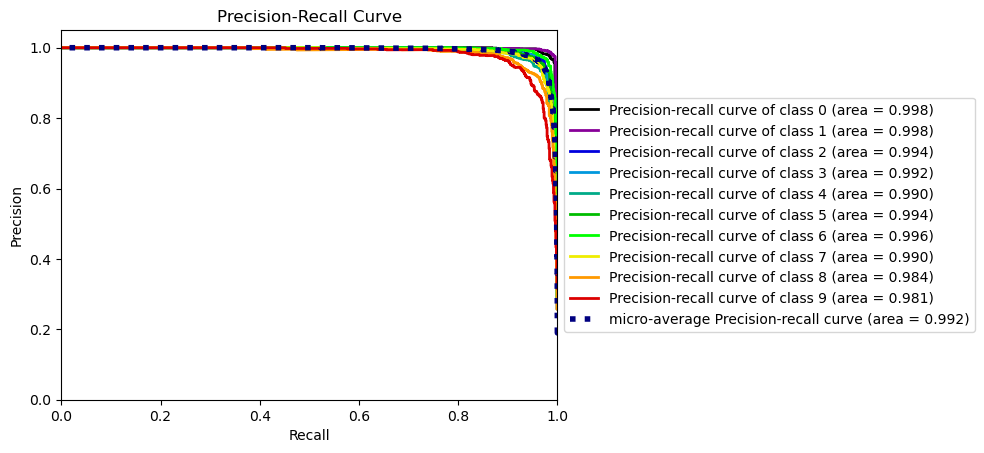 Precision-Recall Curve
1.0
0.8
0.6
0.4
0.2
0.0
Precision
0.0 0.2 0.4 0.6 0.8 1.0
Recall
Precision-recall curve of class 0 (area = 0.998)
Precision-recall curve of class 1 (area = 0.998)
Precision-recall curve of class 2 (area = 0.994)
Precision-recall curve of class 3 (area = 0.992)
Precision-recall curve of class 4 (area = 0.990)
Precision-recall curve of class 5 (area = 0.994)
Precision-recall curve of class 6 (area = 0.996)
Precision-recall curve of class 7 (area = 0.990)
Precision-recall curve of class 8 (area = 0.984)
Precision-recall curve of class 9 (area = 0.981)
micro-average Precision-recall curve (area = 0.992)